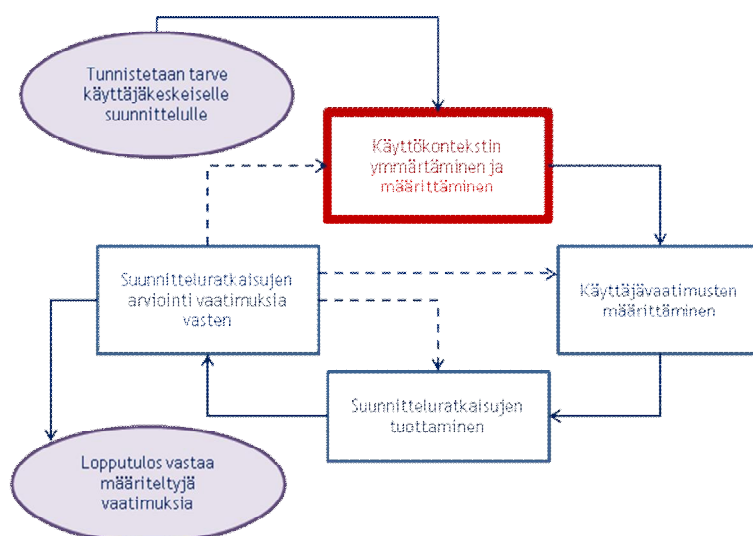 Tunnistetaan tarve
käyttäjäkeskeiselle
suunnittelulle
Käyttökontekstin
ymmärtäminen ja
määrittäminen
Suunnitteluratkaisujen
arviointi vaatimuksia
vasten
Käyttäjävaatimusten
määrittäminen
Suunnitteluratkaisujen
tuottaminen
Lopputulos vastaa
määriteltyjä
vaatimuksia